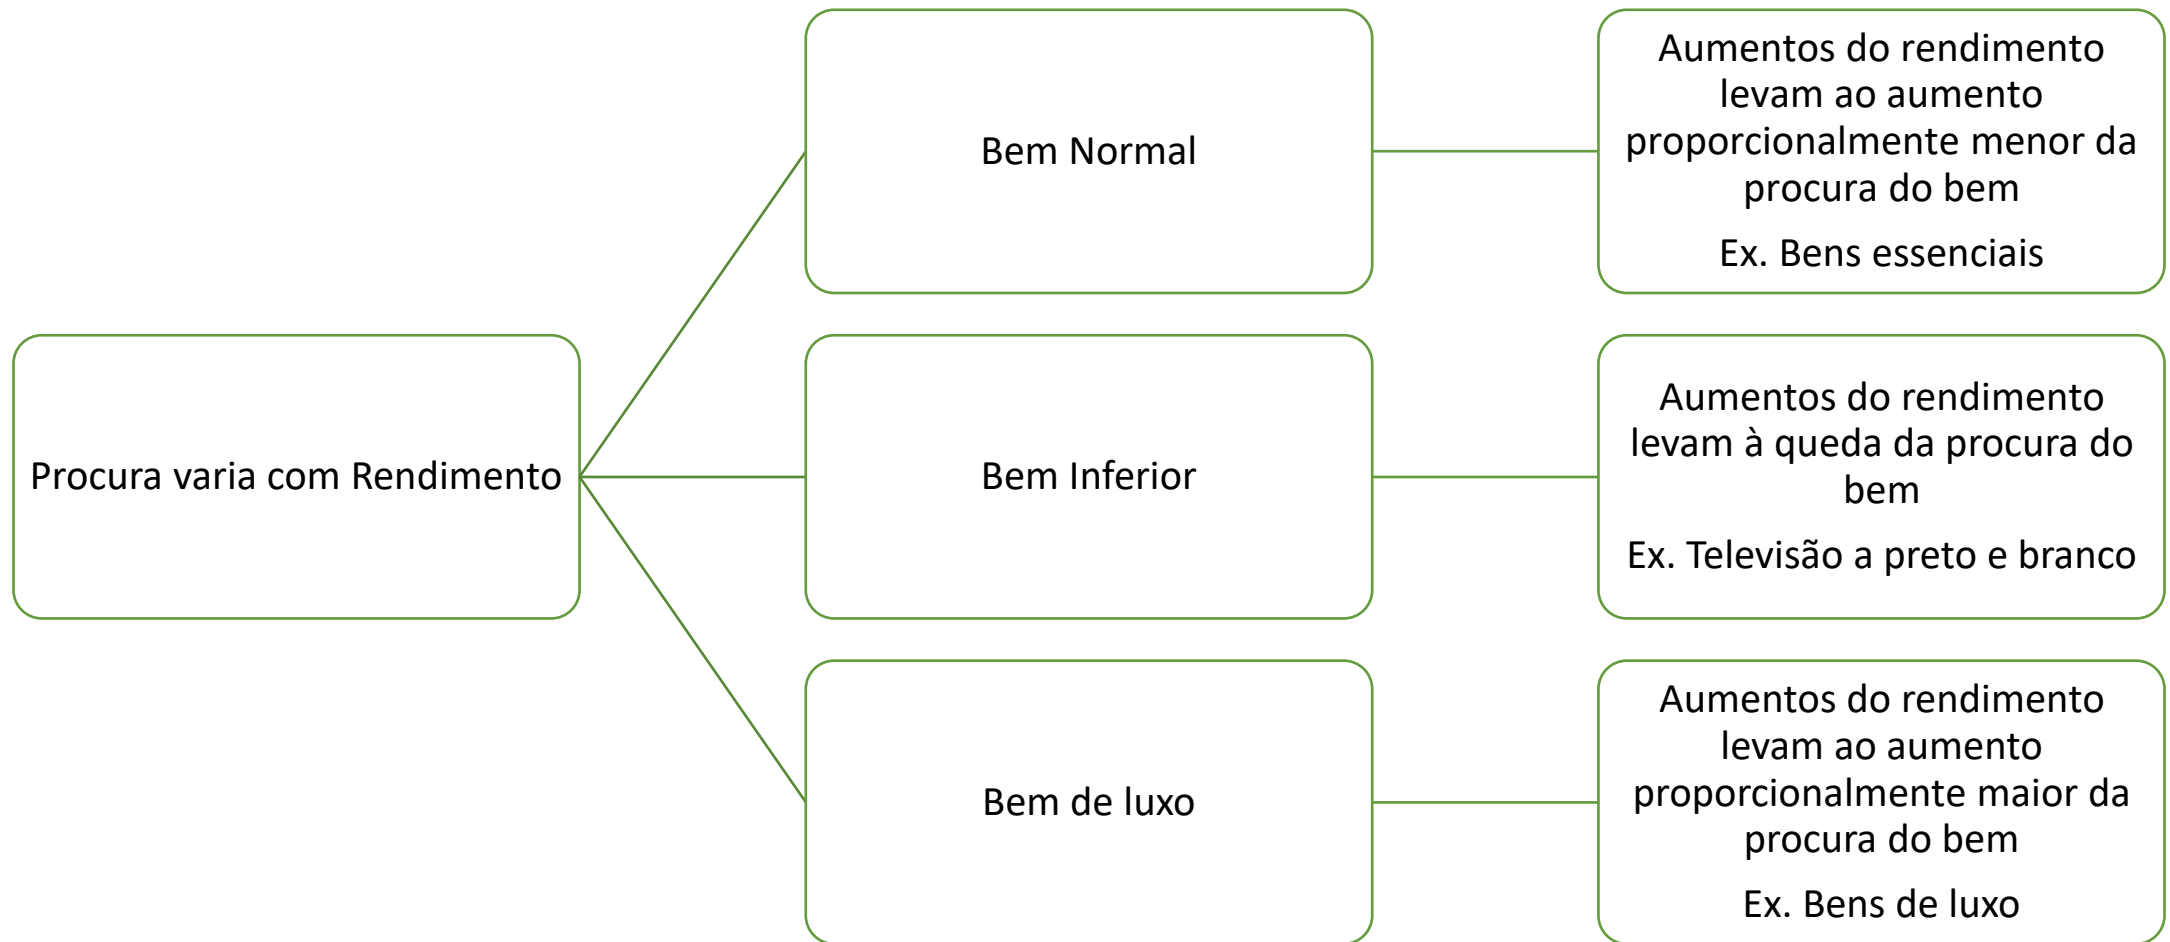 Procura varia com Rendimento
Bem Normal
Aumentos do rendimento
levam ao aumento
proporcionalmente menor da
procura do bem
Ex. Bens essenciais
Bem Inferior
Aumentos do rendimento
levam à queda da procura do
bem
Ex. Televisão a preto e branco
Bem de luxo
Aumentos do rendimento
levam ao aumento
proporcionalmente maior da
procura do bem
Ex. Bens de luxo